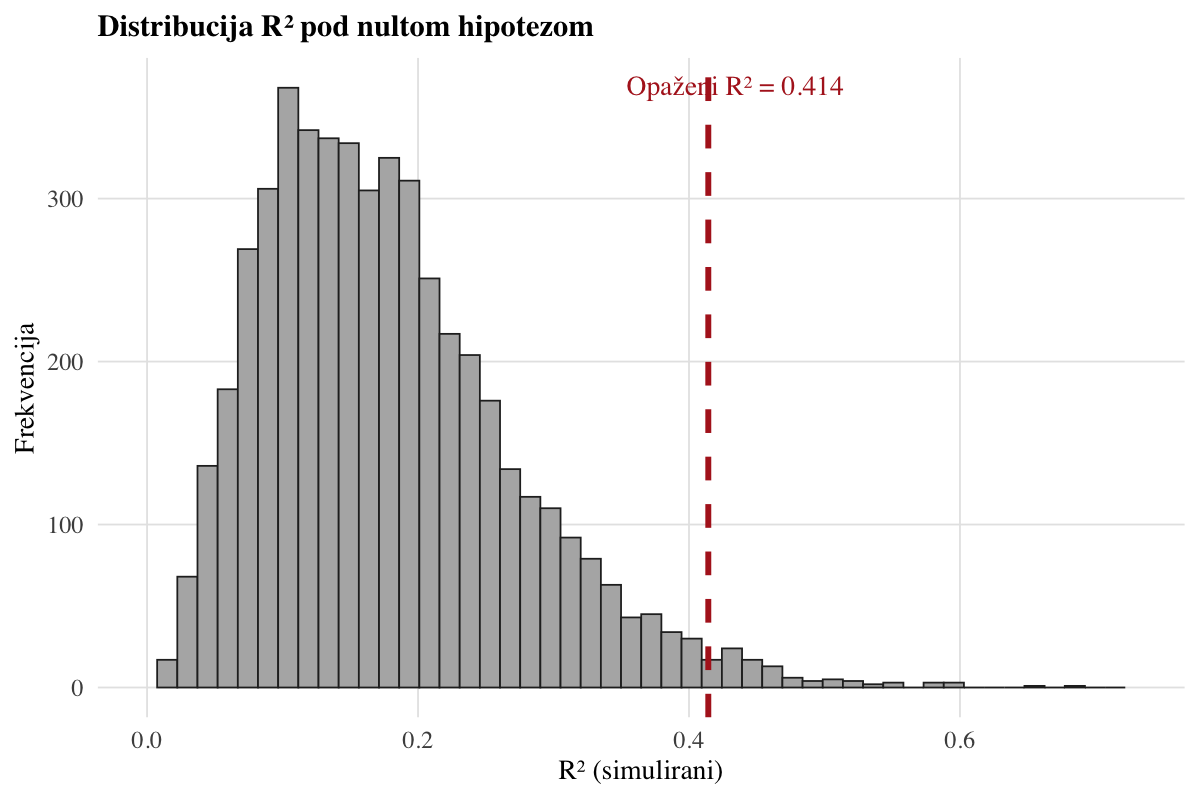 Distribucija R² pod nultom hipotezom
Opaženi R² = 0.414
Frekvencija
300
200
100
0
0.0 0.2 0.4 0.6
R² (simulirani)